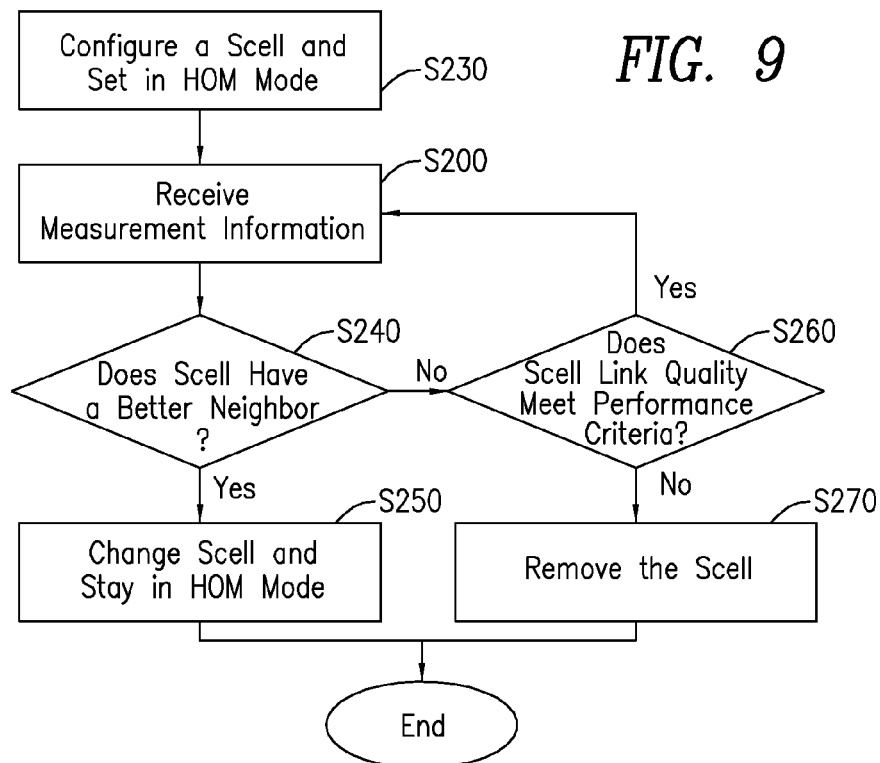 FIG. 9
Configure a Scell and
Set in HOM Mode
S230
S200
Receive
Measurement Information
Yes
S240
S260
Does Scell Have
a Better Neighbor
?
No
Does
Scell Link Quality
Meet Performance
Criteria?
Yes
No
S250
S270
Change Scell and
Stay in HOM Mode
Remove the Scell
End